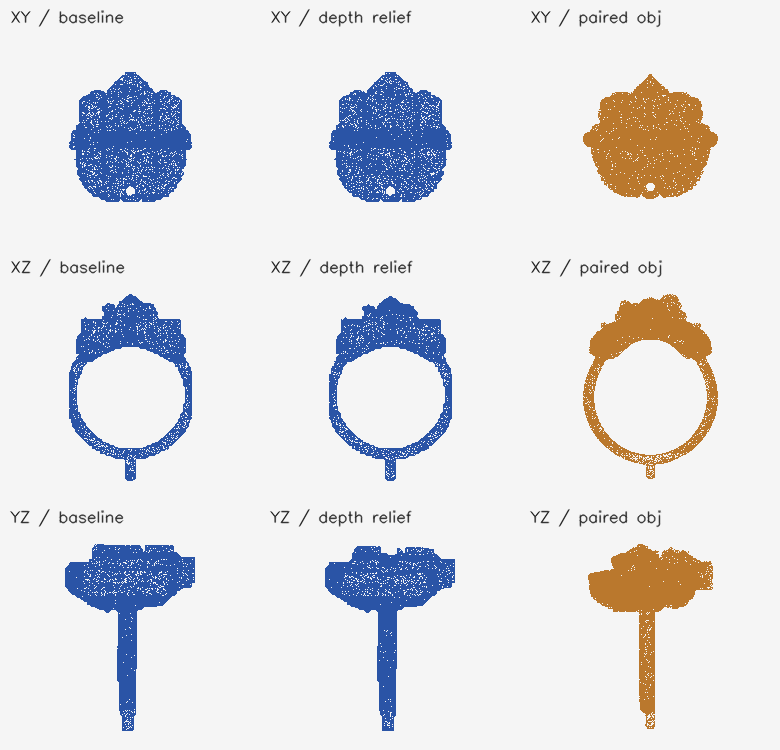 XY / baseline
XY / depth relief
XY / paired obj
XZ / baseline
XZ / depth relief
XZ / paired obj
YZ / baseline
YZ / depth relief
YZ / paired obj